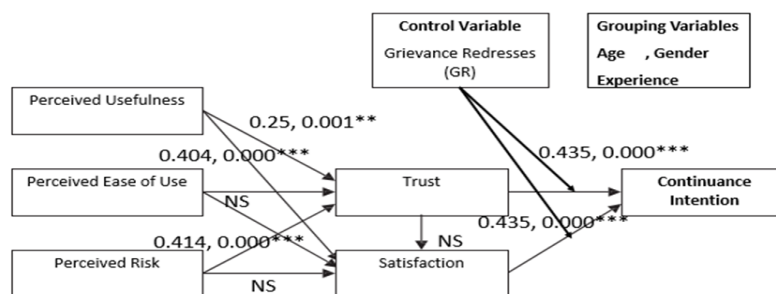 Control Variable
Grievance Redresses
(GR)
Grouping Variables
Age , Gender
Experience
Perceived Usefulness
0.25, 0.001**
0.404, 0.000***
0.435, 0.000***
Perceived Ease of Use
NS
Trust
Continuance
Intention
0.414, 0.000***
0.435, 0.000***
NS
Perceived Risk
NS
Satisfaction